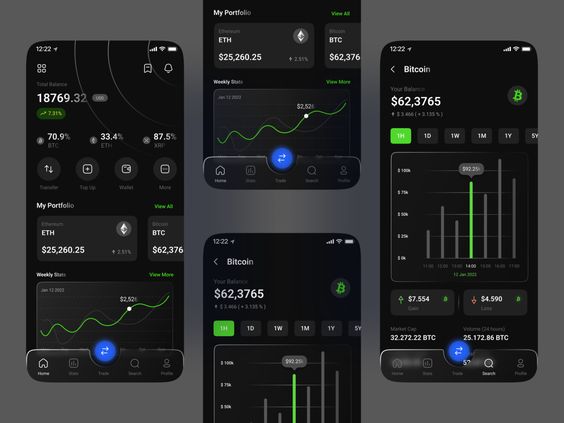 12:22
Total Balance
18769.32 USD
7.31%
70.9%
BTC
33.4%
ETH
87.5%
XRP
Transfer
Top Up
Wallet
More
My Portfolio
View All
Ethereum
ETH
$25,260.25
2.51%
Bitcoin
BTC
$62,376
Weekly Stats
View More
Jan 12 2022
$2,52
Home
Stats
Trade
Search
Profile
My Portfolio
View All
Ethereum
ETH
$25,260.25
2.51%
Bitcoin
BTC
$62,376
Weekly Stats
View More
Jan 12 2022
$2,52
Home
Stats
Trade
Search
Profile
12:22
Bitcoin
Your Balance
$62,3765
$ 3.466 ( + 3.135 % )
1H
1D
1W
1M
1Y
5Y
$ 100k
$ 75k
$ 50k
$92.25k
12:22
Bitcoin
Your Balance
$62,3765
$ 3.466 ( + 3.135 % )
1H
1D
1W
1M
1Y
5Y
$ 100k
$ 75k
$ 50k
$ 25k
$ 0k
$92.25k
11:00
12:00
13:00
14:00
15:00
16:00
17:00
12 Jan 2022
$7.554
Gain
$4.590
Loss
Market Cap
32.272.22 BTC
Volume (24 hours)
25.172.86 BTC
Home
Stats
Trade
Search
Profile